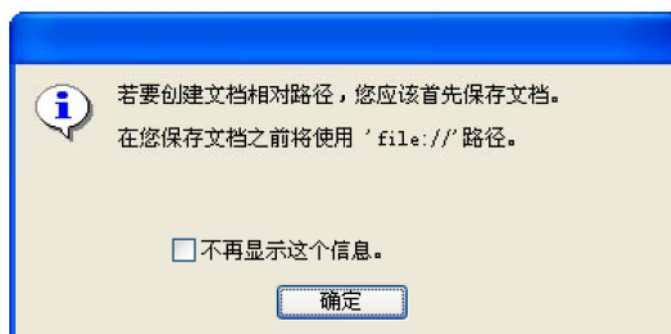 若要创建文档相对路径，您应该首先保存文档。
在您保存文档之前将使用 'file://'路径。
不再显示这个信息。
确定